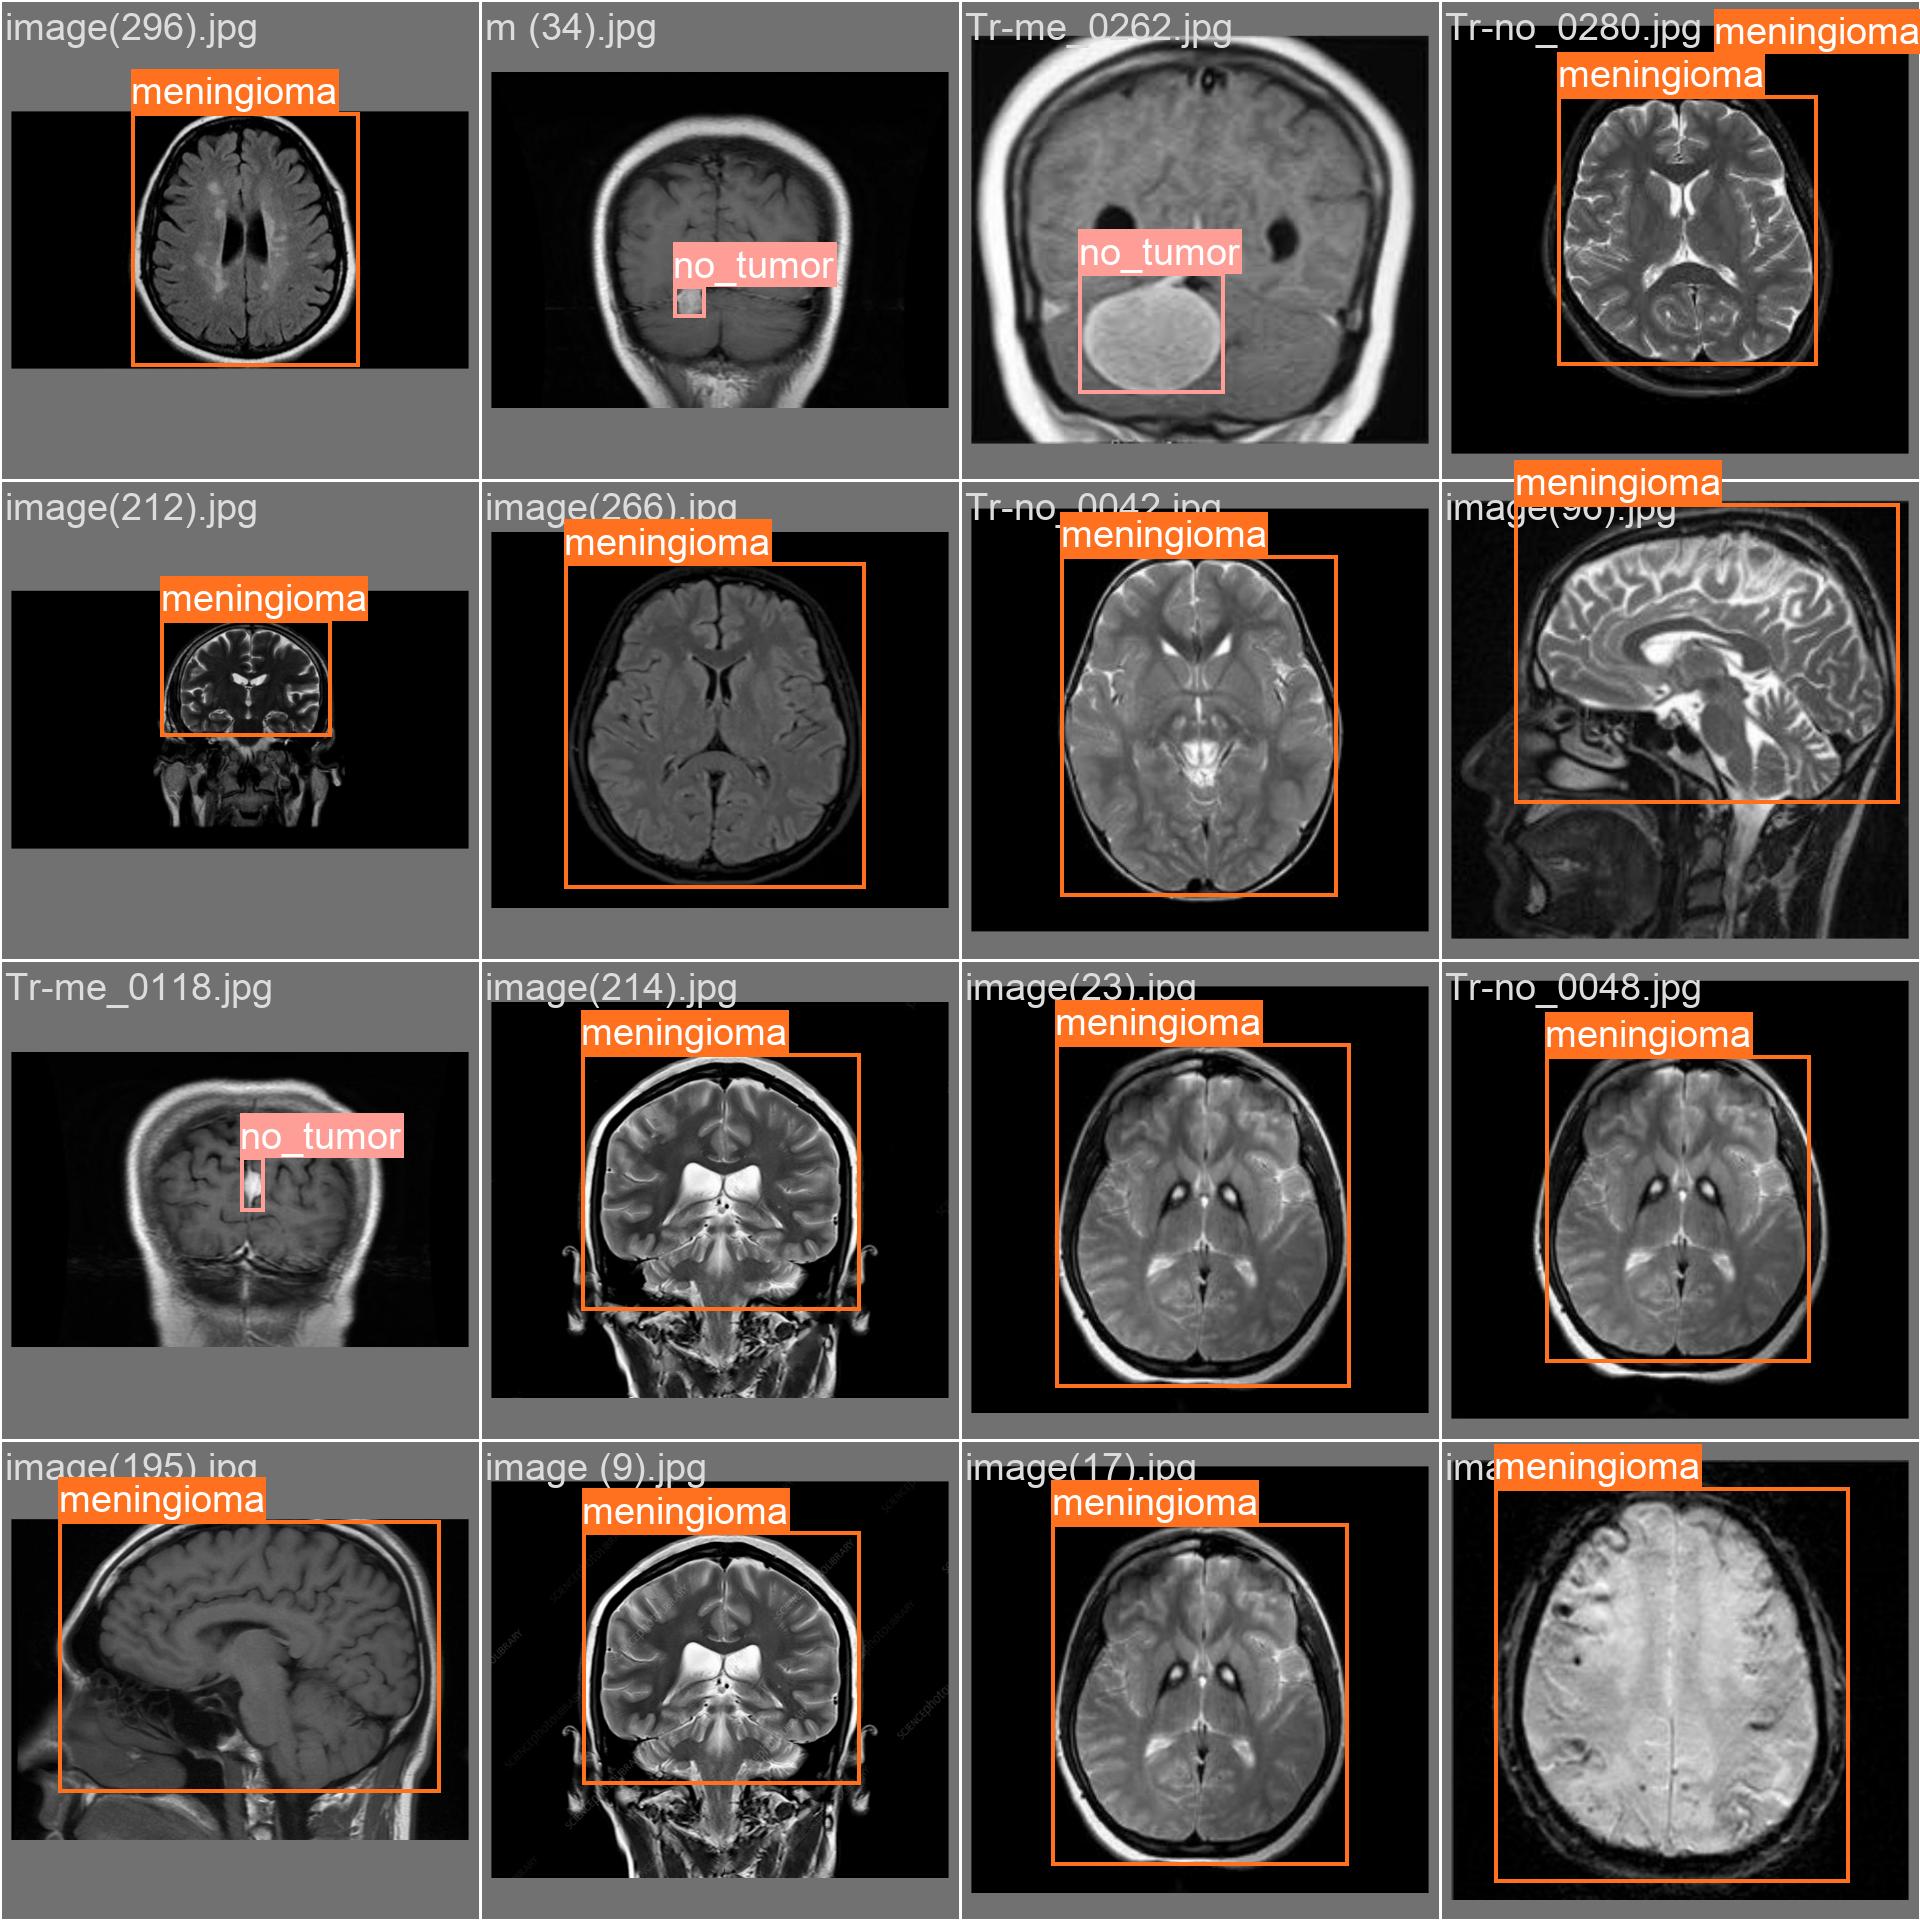 image(296).jpg
meningioma
m (34).jpg
no_tumor
Tr-me_0262.jpg
no_tumor
Tr-no_0280.jpg
meningioma
meningioma
image(212).jpg
meningioma
image(266).jpg
meningioma
Tr-no_0042.jpg
meningioma
image(96).jpg
meningioma
Tr-me_0118.jpg
no_tumor
image(214).jpg
meningioma
image(23).jpg
meningioma
Tr-no_0048.jpg
meningioma
image(195).jpg
meningioma
image (9).jpg
meningioma
image(17).jpg
meningioma
meningioma